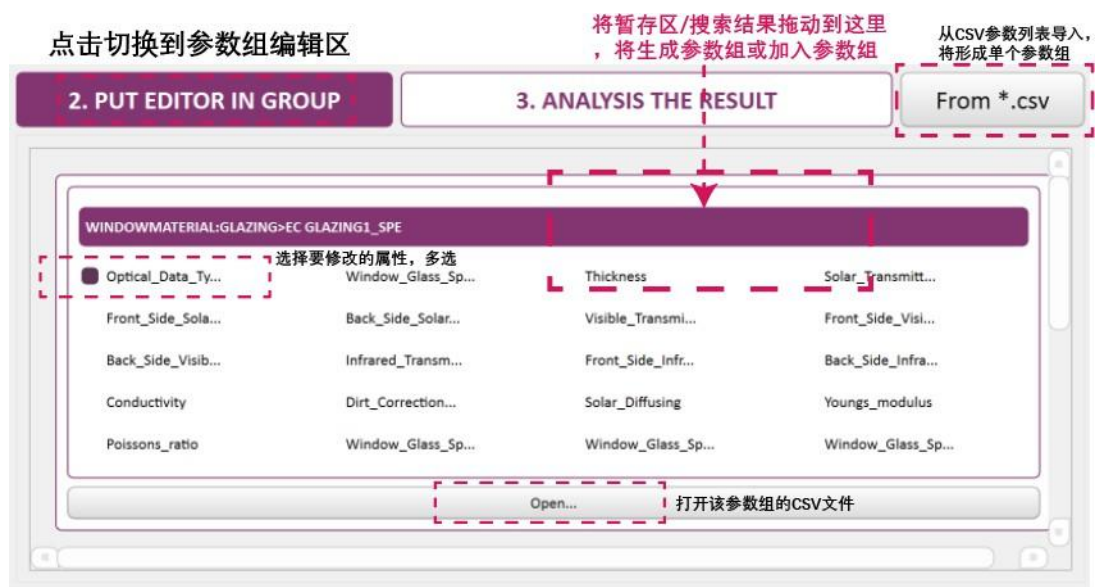 点击切换到参数组编辑区
将暂存区/搜索结果拖动到这里
，将生成参数组或加入参数组
从CSV参数列表导入，
将形成单个参数组
2. PUT EDITOR IN GROUP
3. ANALYSIS THE RESULT
From *.csv
WINDOWMATERIAL:GLAZING>EC GLAZING1_SPE
选择要修改的属性，多选
Optical_Data_Ty... Window_Glass_Sp... Thickness Solar_Transmitt...
Front_Side_Sola... Back_Side_Solar... Visible_Transmi... Front_Side_Visi...
Back_Side_Visib... Infrared_Transm... Front_Side_Infr... Back_Side_Infra...
Conductivity Dirt_Correction... Solar_Diffusing Youngs_modulus
Poissons_ratio Window_Glass_Sp... Window_Glass_Sp... Window_Glass_Sp...
Open... 打开该参数组的CSV文件